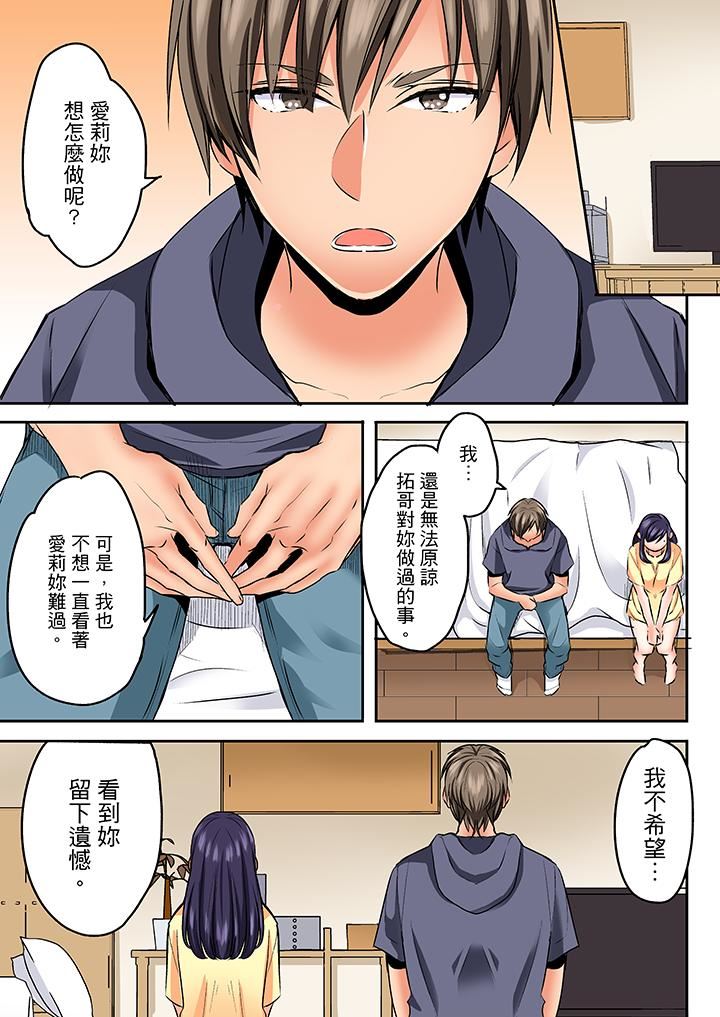 愛莉妳
想怎麼做呢？
我…
還是無法原諒
拓哥對妳做過的事。
可是，我也
不想一直看著
愛莉妳難過。
我不希望…
看到妳
留下遺憾。